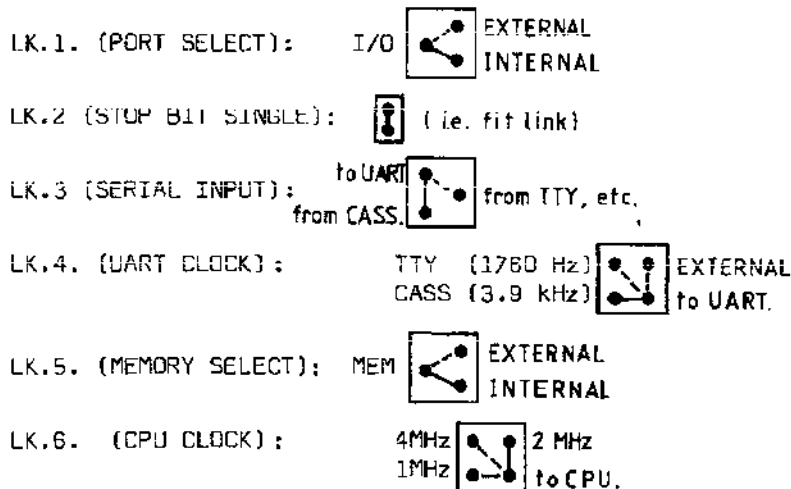 LK.1. (PORT SELECT): I/O EXTERNAL
INTERNAL
LK.2 (STOP BIT SINGLE): (i.e. fit link)
LK.3 (SERIAL INPUT): to UART
from CASS. from TTY, etc.
LK.4. (UART CLOCK): TTY (1760 Hz) EXTERNAL
CASS (3.9 kHz) to UART.
LK.5. (MEMORY SELECT): MEM EXTERNAL
INTERNAL
LK.6. (CPU CLOCK): 4MHz 2 MHz
1MHz to CPU.